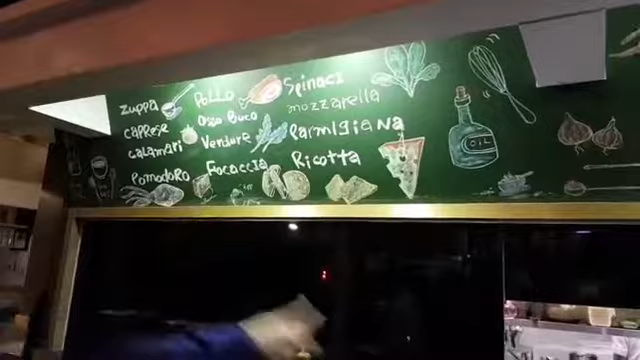 zuppa
CAPRESE
calamari
POMODORO
POLLO
OSSO BUCO
VERDURE
FOCACCIA
SPINACI
MOZZARELLA
PARMIGIANA
RICOTTA
OIL